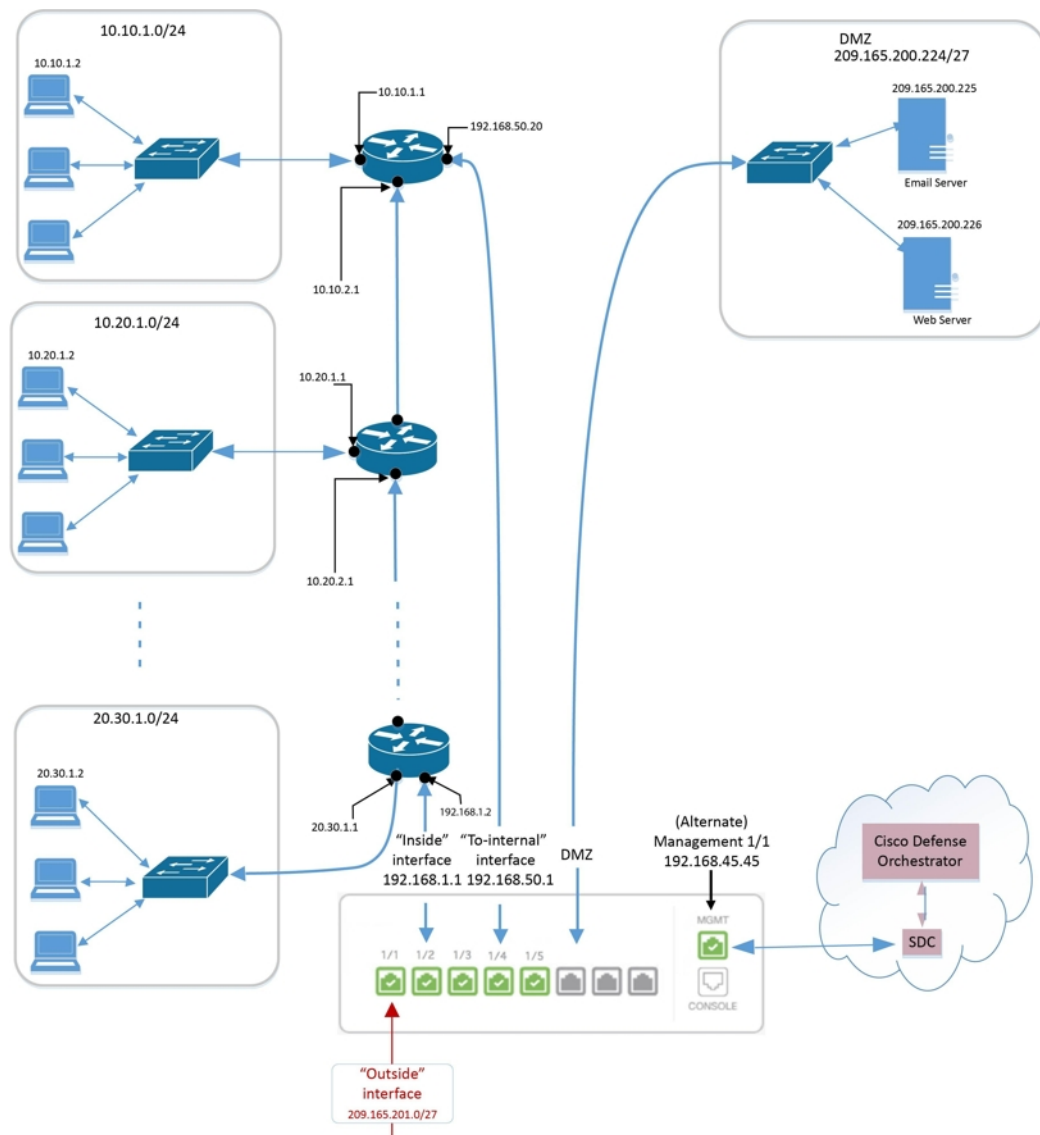 10.10.1.0/24
10.10.1.2
10.10.1.1
192.168.50.20
10.10.2.1
DMZ
209.165.200.224/27
209.165.200.225
Email Server
209.165.200.226
Web Server
10.20.1.0/24
10.20.1.2
10.20.1.1
10.20.2.1
20.30.1.0/24
20.30.1.2
20.30.1.1
192.168.1.2
“Inside”
interface
192.168.1.1
“To-internal”
interface
192.168.50.1
DMZ
(Alternate)
Management 1/1
192.168.45.45
Cisco Defense
Orchestrator
SDC
1/1
1/2
1/3
1/4
1/5
MGMT
CONSOLE
“Outside”
interface
209.165.201.0/27